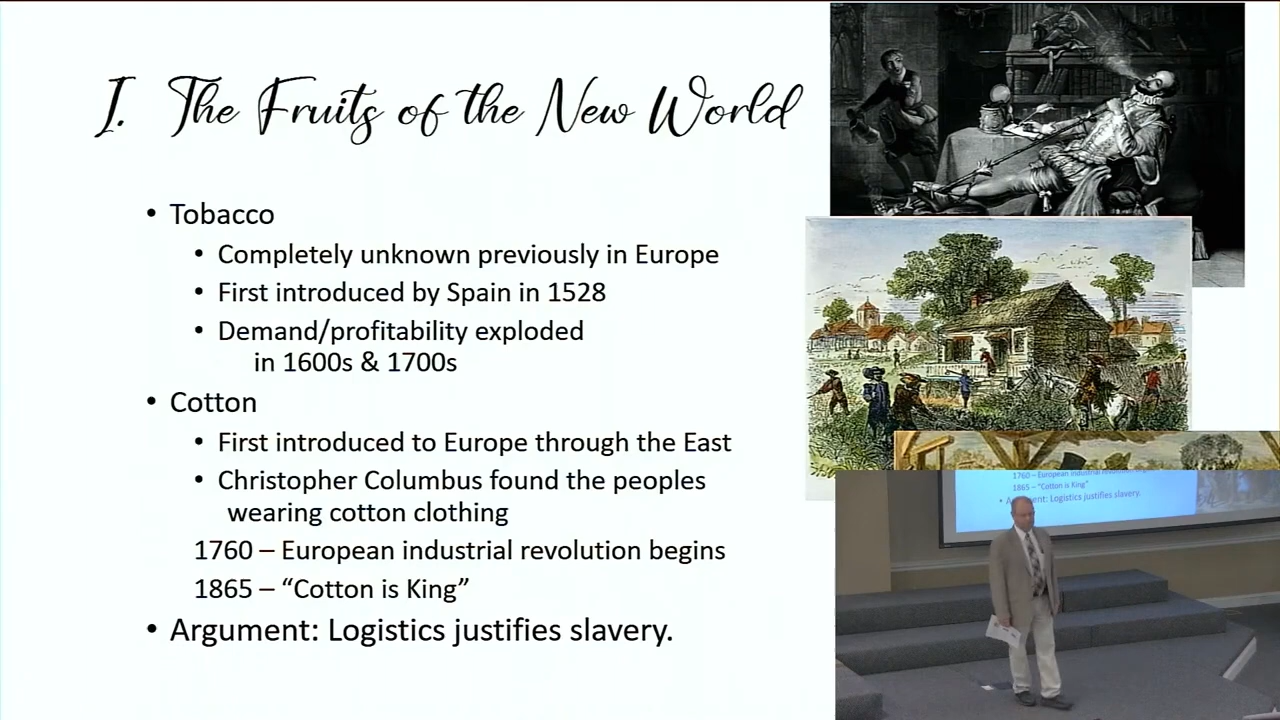 I. The Fruits of the New World
• Tobacco
• Completely unknown previously in Europe
• First introduced by Spain in 1528
• Demand/profitability exploded
in 1600s & 1700s
• Cotton
• First introduced to Europe through the East
• Christopher Columbus found the peoples
wearing cotton clothing
1760 – European industrial revolution begins
1865 – “Cotton is King”
• Argument: Logistics justifies slavery.
1760 – European industrial revolution
1865 – “Cotton is King”
Logistics justifies slavery.